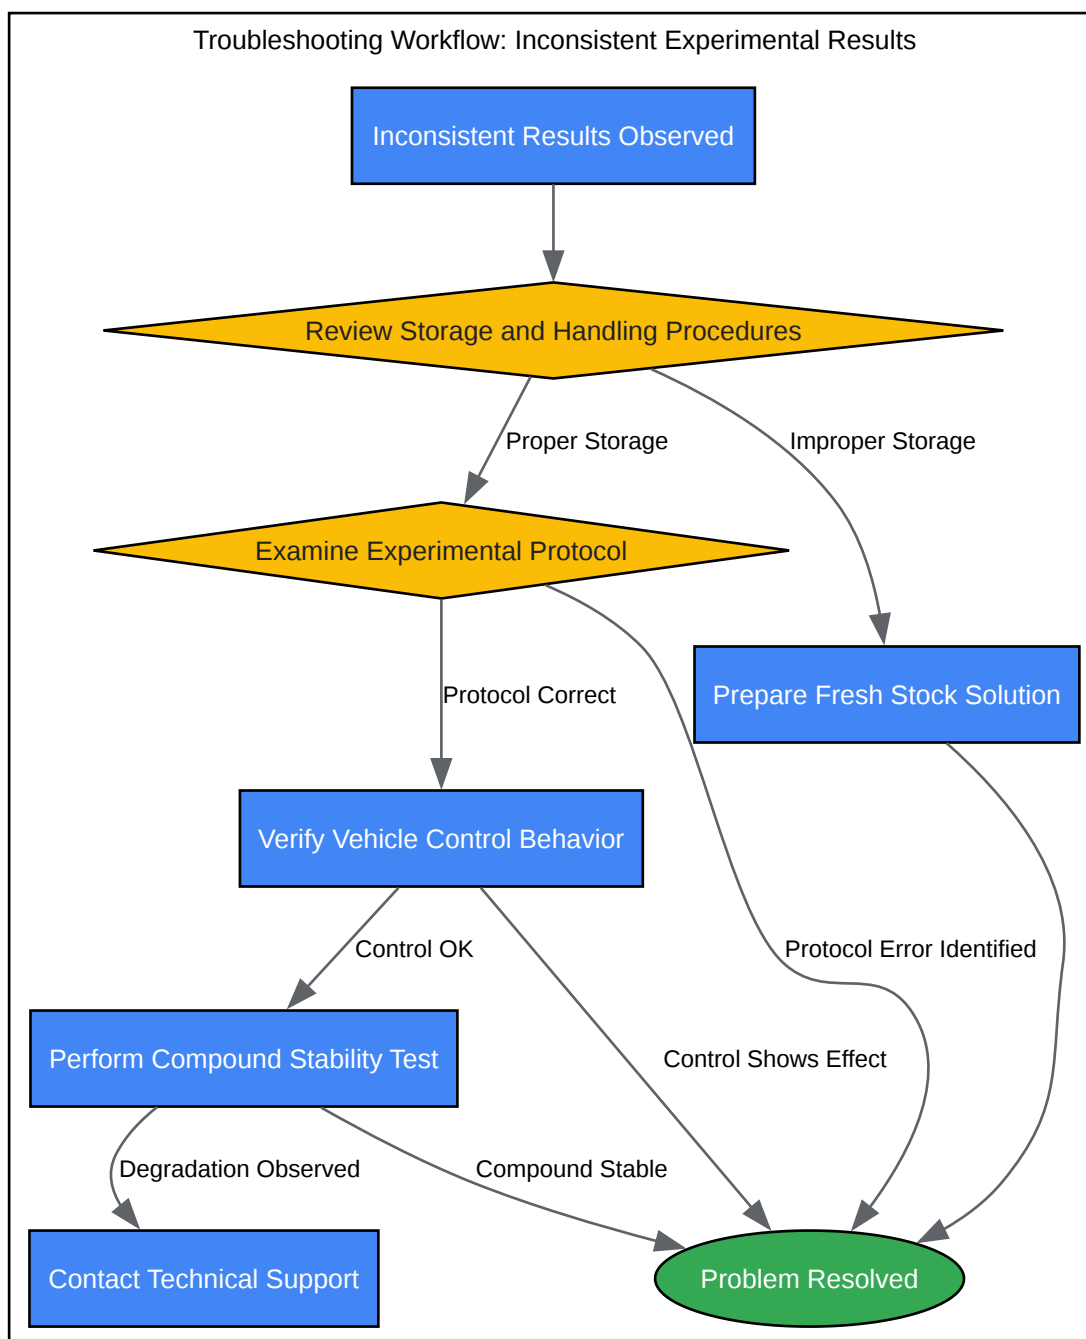 Troubleshooting Workflow: Inconsistent Experimental Results
Inconsistent Results Observed
Review Storage and Handling Procedures
Proper Storage
Improper Storage
Examine Experimental Protocol
Protocol Correct
Prepare Fresh Stock Solution
Verify Vehicle Control Behavior
Control OK
Protocol Error Identified
Perform Compound Stability Test
Control Shows Effect
Degradation Observed
Compound Stable
Contact Technical Support
Problem Resolved